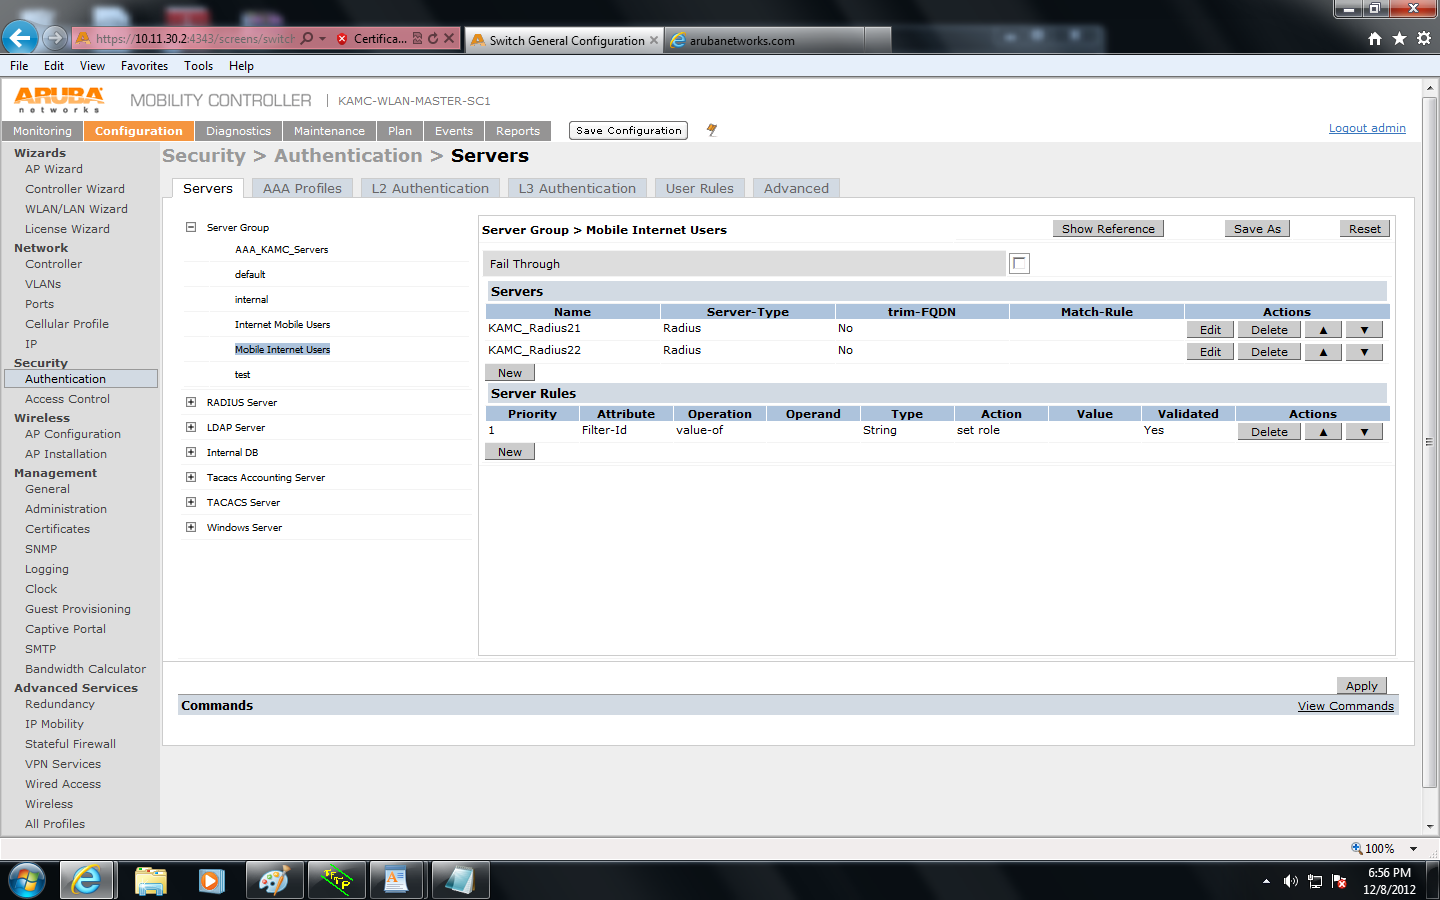 https://10.11.30.2:4343/screens/switch
Certifica...
Switch General Configuration
arubanetworks.com
File Edit View Favorites Tools Help
ARUBA
networks
MOBILITY CONTROLLER | KAMC-WLAN-MASTER-SC1
Monitoring Configuration Diagnostics Maintenance Plan Events Reports Save Configuration
Logout admin
Wizards
AP Wizard
Controller Wizard
WLAN/LAN Wizard
License Wizard
Network
Controller
VLANs
Ports
Cellular Profile
IP
Security
Authentication
Access Control
Wireless
AP Configuration
AP Installation
Management
General
Administration
Certificates
SNMP
Logging
Clock
Guest Provisioning
Captive Portal
SMTP
Bandwidth Calculator
Advanced Services
Redundancy
IP Mobility
Stateful Firewall
VPN Services
Wired Access
Wireless
All Profiles
Security > Authentication > Servers
Servers AAA Profiles L2 Authentication L3 Authentication User Rules Advanced
Server Group
AAA_KAMC_Servers
default
internal
Internet Mobile Users
Mobile Internet Users
test
RADIUS Server
LDAP Server
Internal DB
Tacacs Accounting Server
TACACS Server
Windows Server
Server Group > Mobile Internet Users Show Reference Save As Reset
Fail Through
Servers
Name Server-Type trim-FQDN Match-Rule Actions
KAMC_Radius21 Radius No Edit Delete ▲ ▼
KAMC_Radius22 Radius No Edit Delete ▲ ▼
New
Server Rules
Priority Attribute Operation Operand Type Action Value Validated Actions
1 Filter-Id value-of String set role Yes Delete ▲ ▼
New
Apply
Commands View Commands
100%
TFTP
6:56 PM
12/8/2012